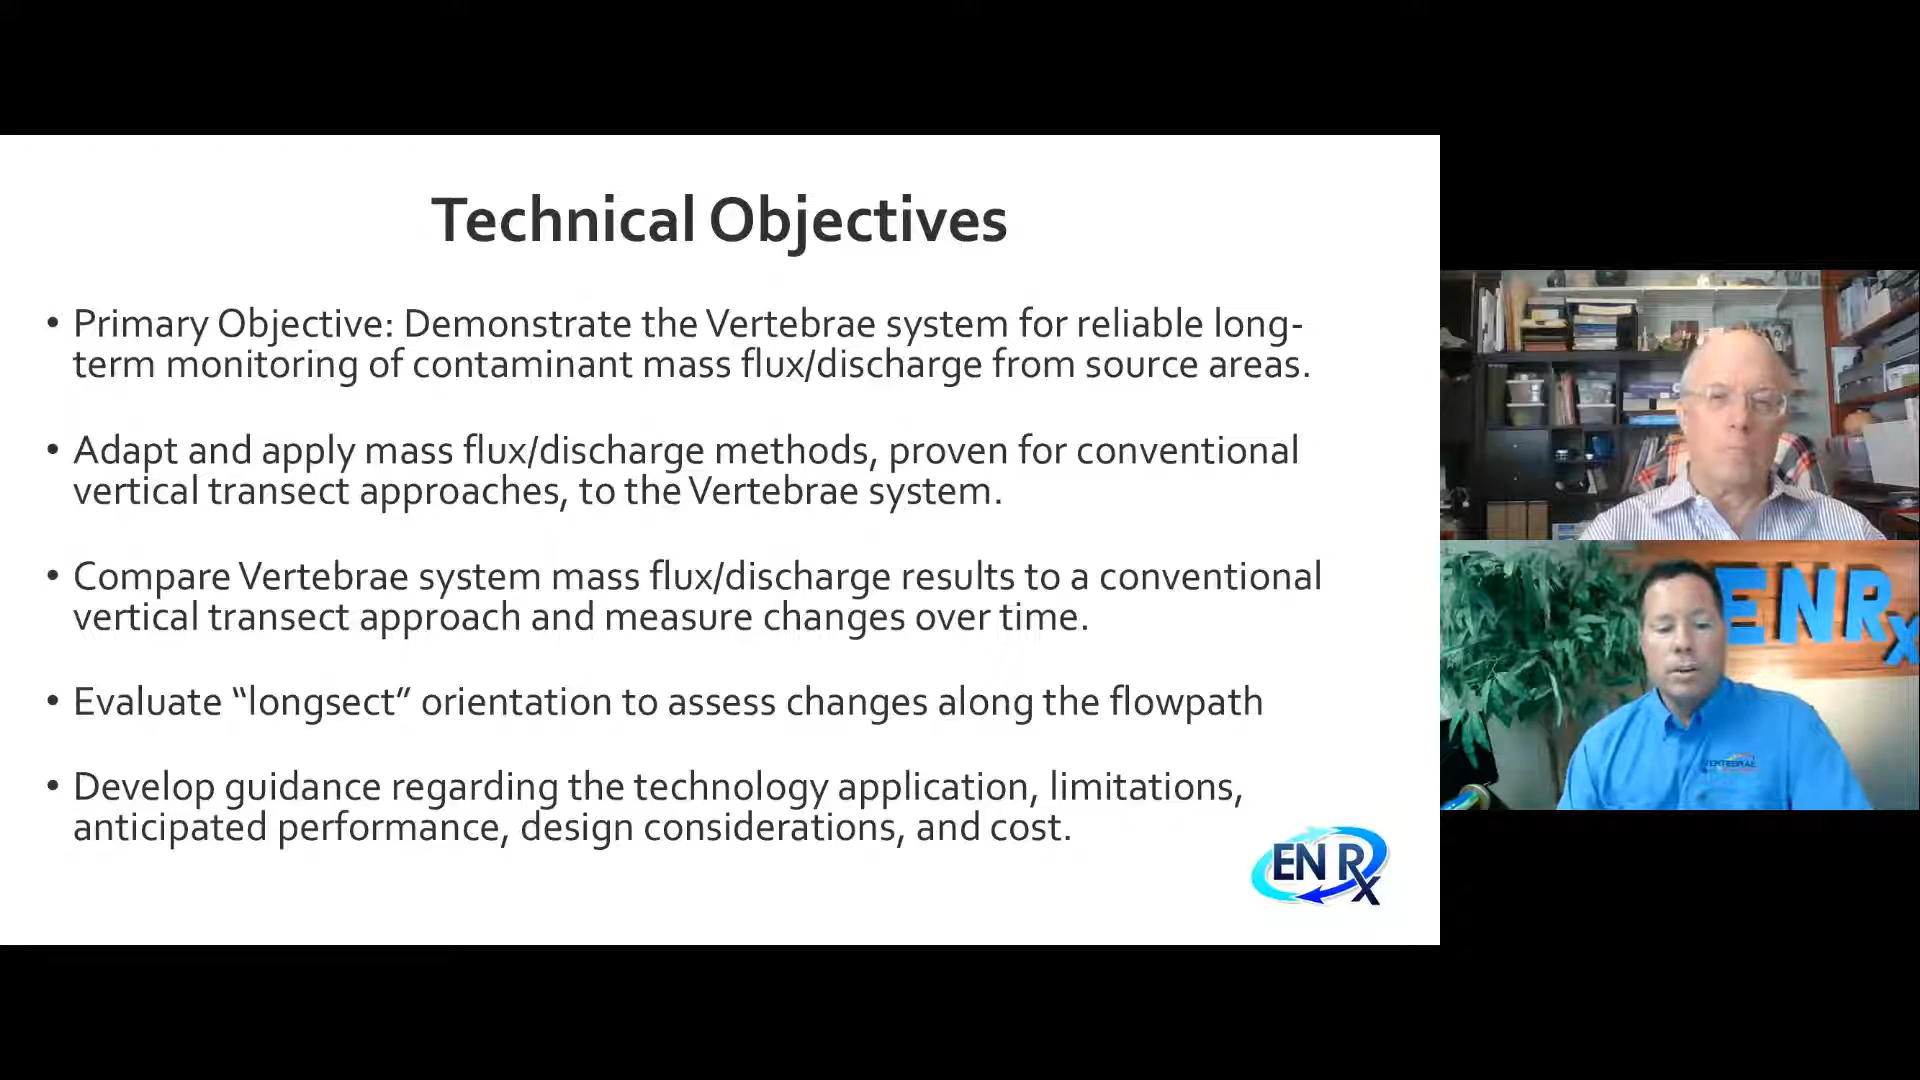 Technical Objectives
• Primary Objective: Demonstrate the Vertebrae system for reliable long-
term monitoring of contaminant mass flux/discharge from source areas.
• Adapt and apply mass flux/discharge methods, proven for conventional
vertical transect approaches, to the Vertebrae system.
• Compare Vertebrae system mass flux/discharge results to a conventional
vertical transect approach and measure changes over time.
• Evaluate “longsect” orientation to assess changes along the flowpath
• Develop guidance regarding the technology application, limitations,
anticipated performance, design considerations, and cost.
EN Rx
ENRx
VERTEBRAE